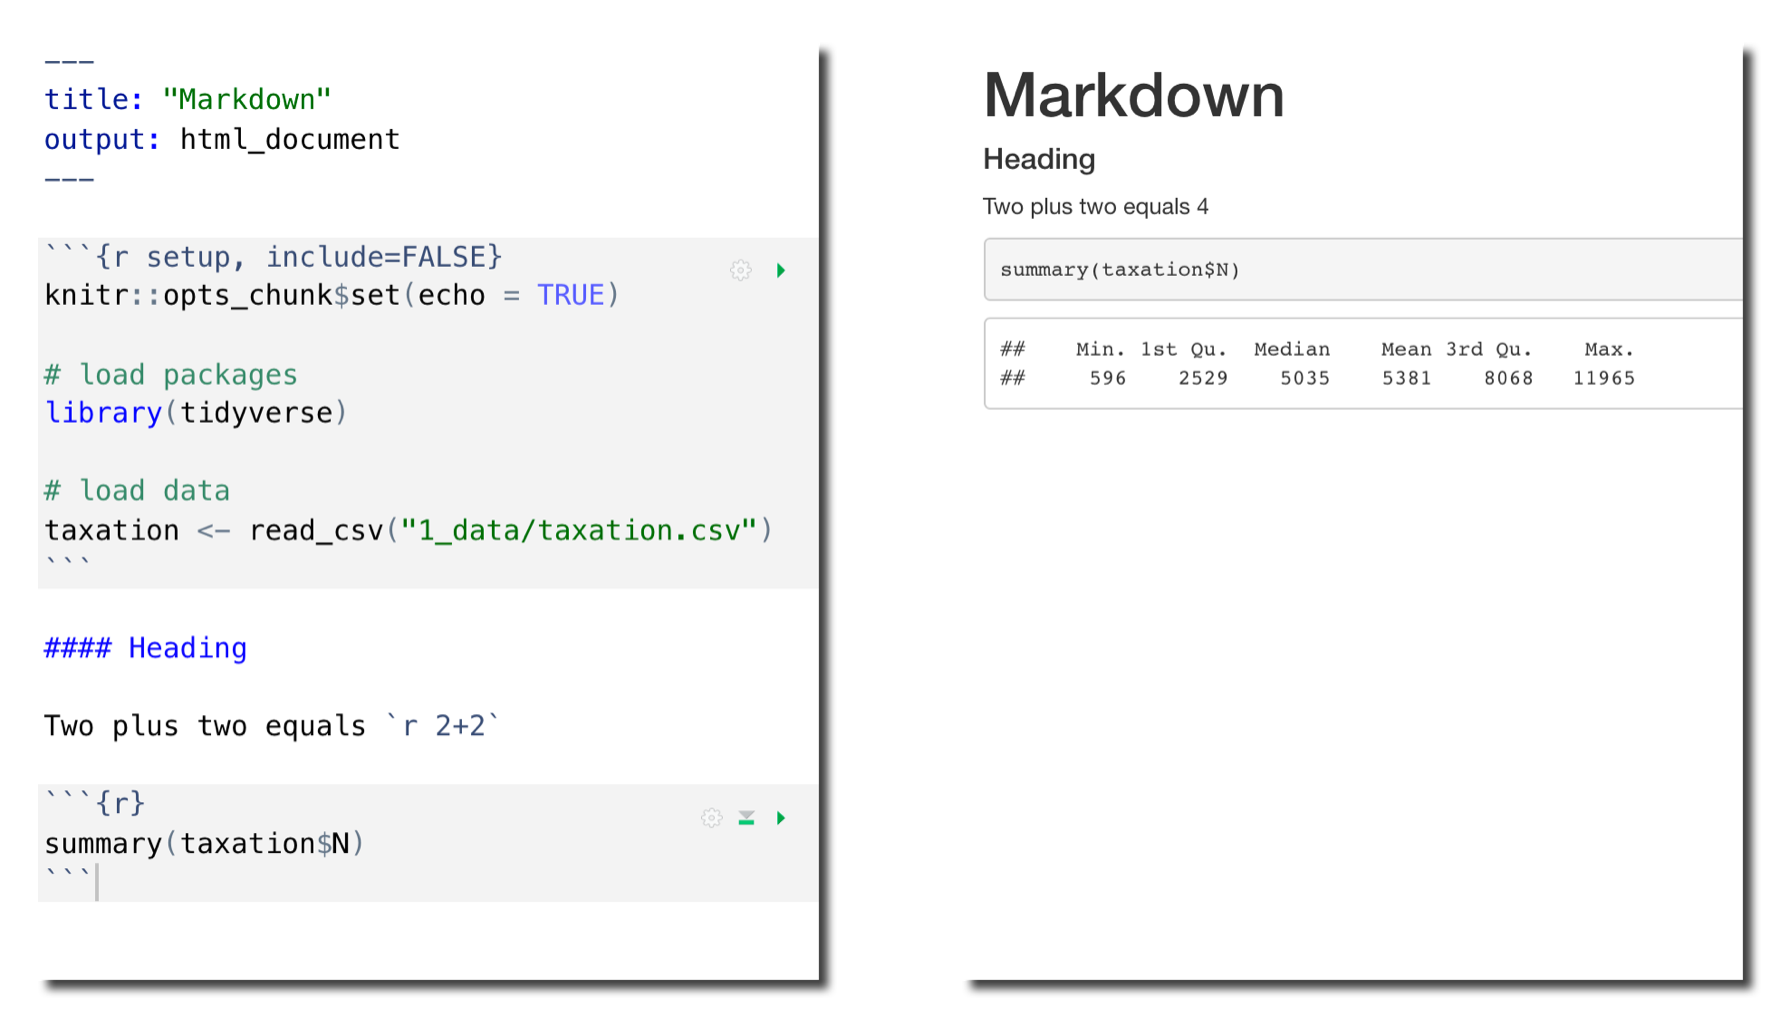 ---
title: "Markdown"
output: html_document
---
```{r setup, include=FALSE}
knitr::opts_chunk$set(echo = TRUE)
# load packages
library(tidyverse)
# load data
taxation <- read_csv("1_data/taxation.csv")
```
#### Heading
Two plus two equals `r 2+2`
```{r}
summary(taxation$N)
```
Markdown
Heading
Two plus two equals 4
summary(taxation$N)
##    Min. 1st Qu.  Median    Mean 3rd Qu.    Max.
##     596    2529    5035    5381    8068   11965